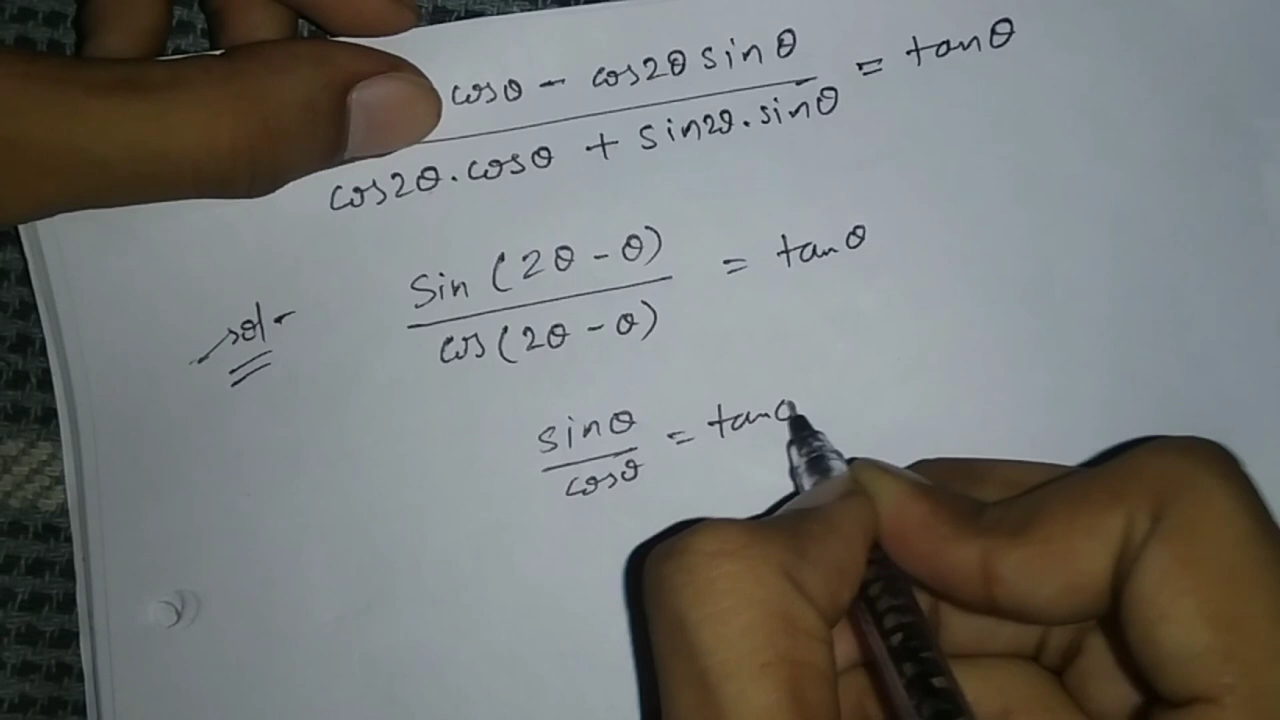 cosθ - cos2θ sinθ = tanθ
cos2θ.cosθ + sin2θ.sinθ
sol- sin (2θ - θ) = tanθ
cos (2θ - θ)
sinθ = tanθ
cosθ